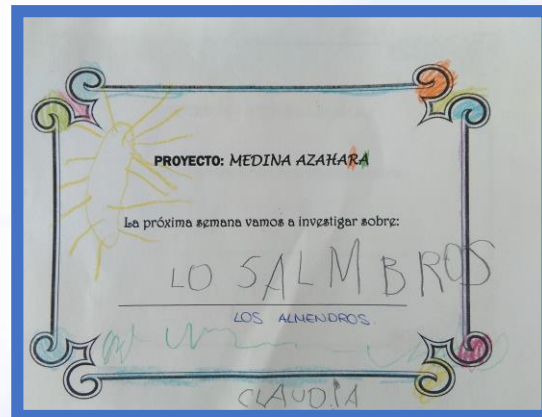 PROYECTO: MEDINA AZAHARA
La próxima semana vamos a investigar sobre:
LO SALMBROS
LOS ALMENDROS.
CLAUDIA